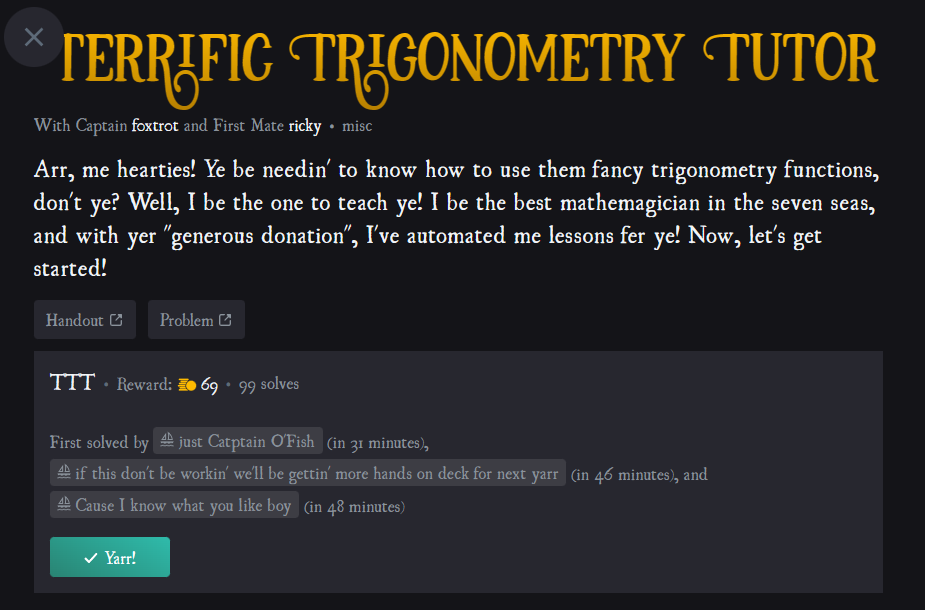 TERRIFIC TRIGONOMETRY TUTOR
With Captain foxtrot and First Mate ricky • misc
Arr, me hearties! Ye be needin' to know how to use them fancy trigonometry functions,
don't ye? Well, I be the one to teach ye! I be the best mathemagician in the seven seas,
and with yer "generous donation", I've automated me lessons fer ye! Now, let's get
started!
Handout Problem
TTT • Reward: 69 • 99 solves
First solved by just Catptain O'Fish (in 31 minutes),
if this don't be workin' we'll be gettin' more hands on deck for next yarr (in 46 minutes), and
Cause I know what you like boy (in 48 minutes)
Yarr!